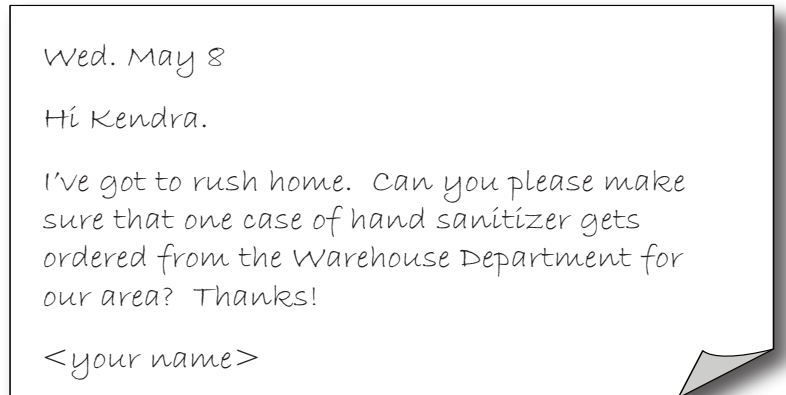 Wed. May 8
Hi Kendra.
I've got to rush home. Can you please make
sure that one case of hand sanitizer gets
ordered from the Warehouse Department for
our area? Thanks!
<your name>